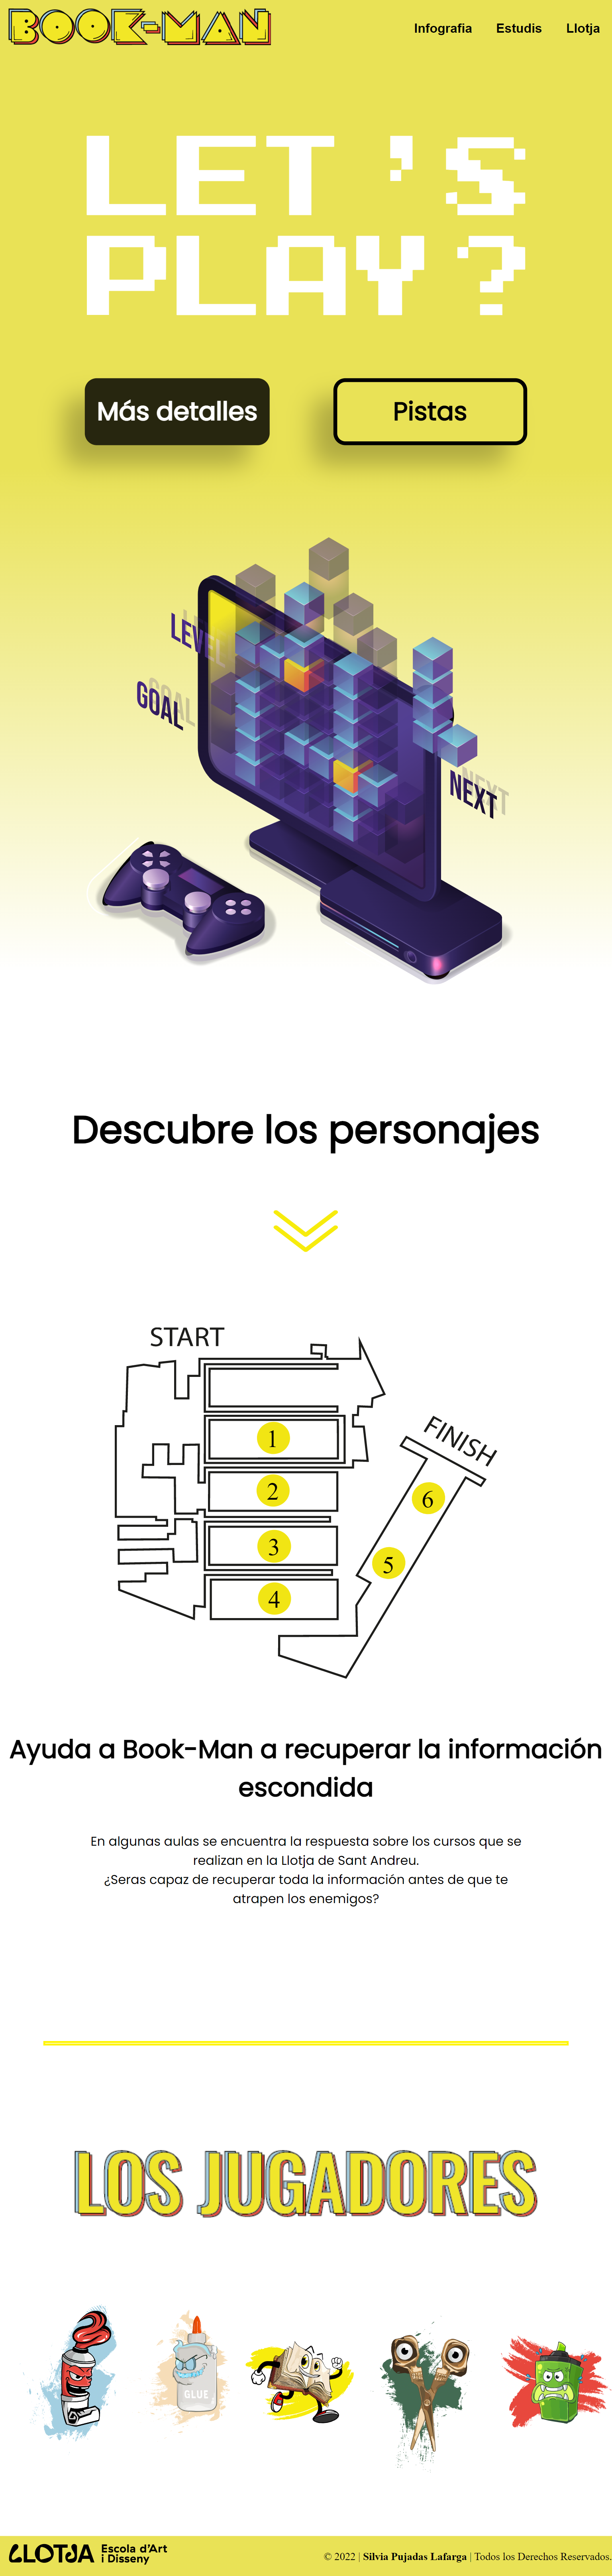 BOOK-MAN
Infografia Estudis Llotja
LET'S
PLAY?
Más detalles
Pistas
LEVEL
GOAL
NEXT
Descubre los personajes
START
FINISH
1
2
3
4
5
6
Ayuda a Book-Man a recuperar la información
escondida
En algunas aulas se encuentra la respuesta sobre los cursos que se
realizan en la Llotja de Sant Andreu.
¿Seras capaz de recuperar toda la información antes de que te
atrapen los enemigos?
LOS JUGADORES
GLUE
LLOTJA
Escola d'Art
i Disseny
© 2022 | Silvia Pujadas Lafarga | Todos los Derechos Reservados.